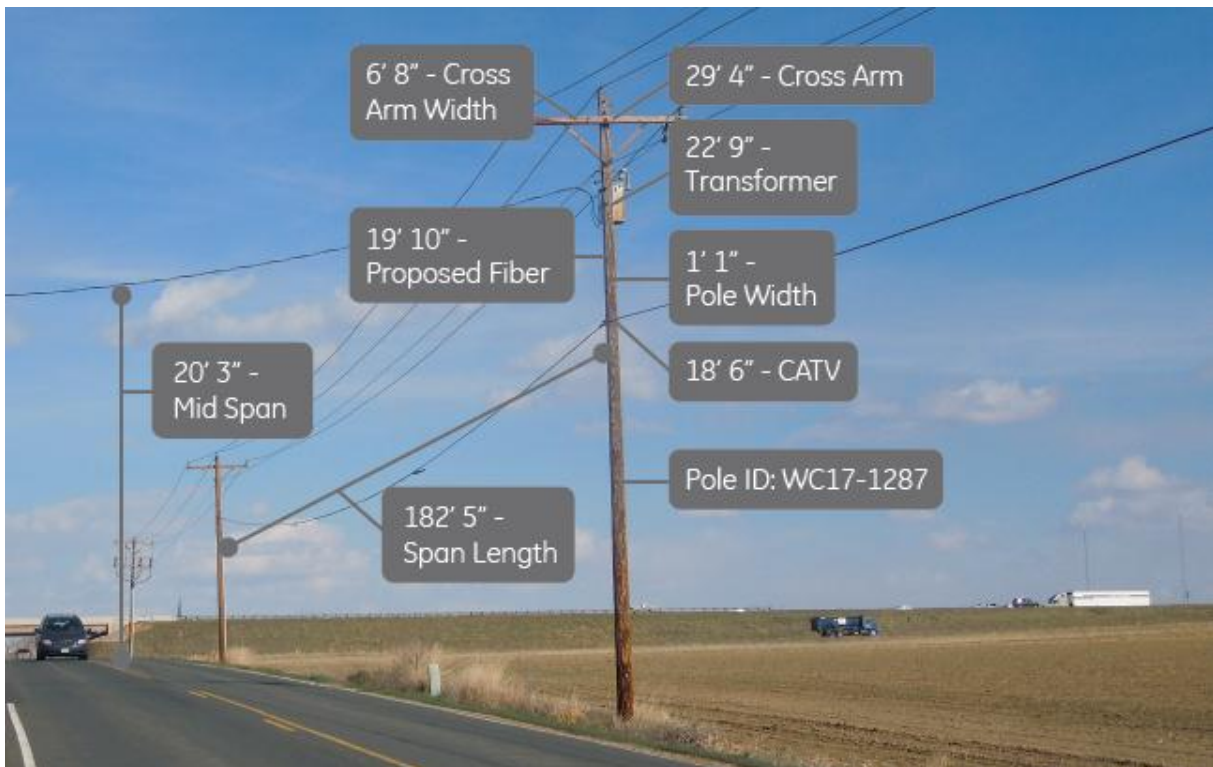 6’ 8” - Cross
Arm Width
29’ 4” - Cross Arm
22’ 9” -
Transformer
19’ 10” -
Proposed Fiber
1’ 1” -
Pole Width
20’ 3” -
Mid Span
18’ 6” - CATV
Pole ID: WC17-1287
182’ 5” -
Span Length